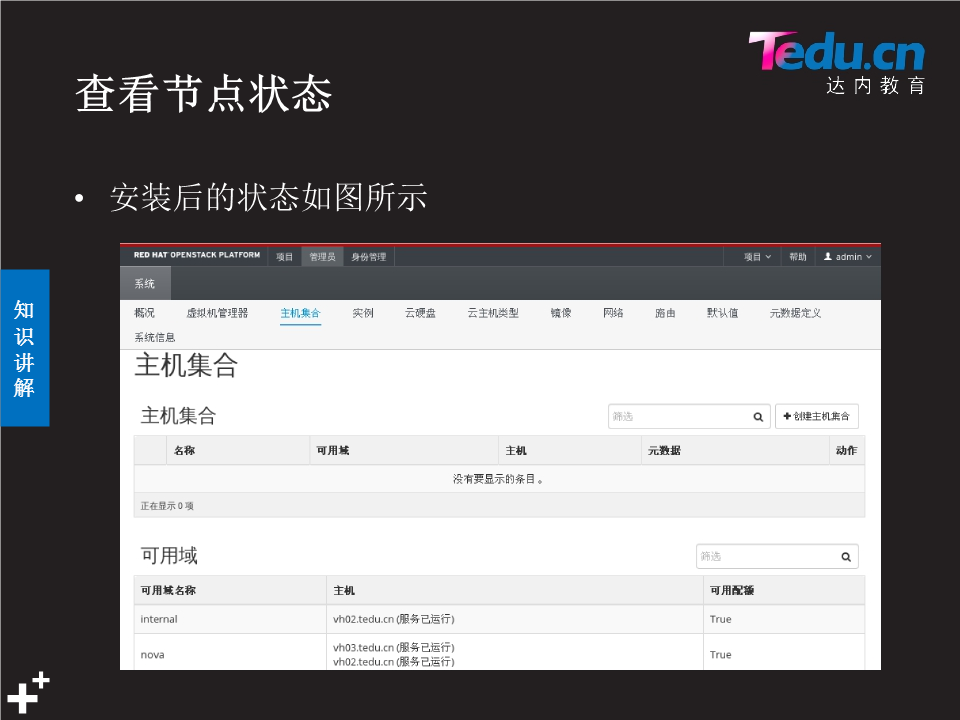 Tedu.cn
达内教育
查看节点状态
• 安装后的状态如图所示
知识讲解
RED HAT OPENSTACK PLATFORM 项目 管理员 身份管理 项目 帮助 admin
系统
概况 虚拟机管理器 主机集合 实例 云硬盘 云主机类型 镜像 网络 路由 默认值 元数据定义
系统信息
主机集合
主机集合 筛选 +创建主机集合
名称 可用域 主机 元数据 动作
没有要显示的条目。
正在显示 0 项
可用域 筛选
可用域名称 主机 可用配额
internal vh02.tedu.cn (服务已运行) True
nova vh03.tedu.cn (服务已运行) True
vh02.tedu.cn (服务已运行)